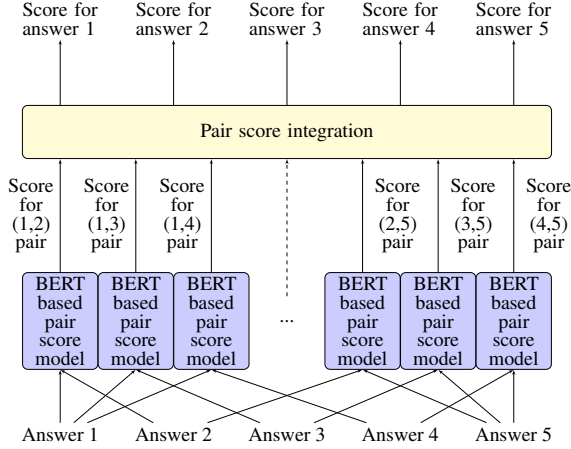 Score for answer 1
Score for answer 2
Score for answer 3
Score for answer 4
Score for answer 5
Pair score integration
Score for (1,2) pair
Score for (1,3) pair
Score for (1,4) pair
Score for (2,5) pair
Score for (3,5) pair
Score for (4,5) pair
BERT based pair score model
BERT based pair score model
BERT based pair score model
...
BERT based pair score model
BERT based pair score model
BERT based pair score model
Answer 1
Answer 2
Answer 3
Answer 4
Answer 5